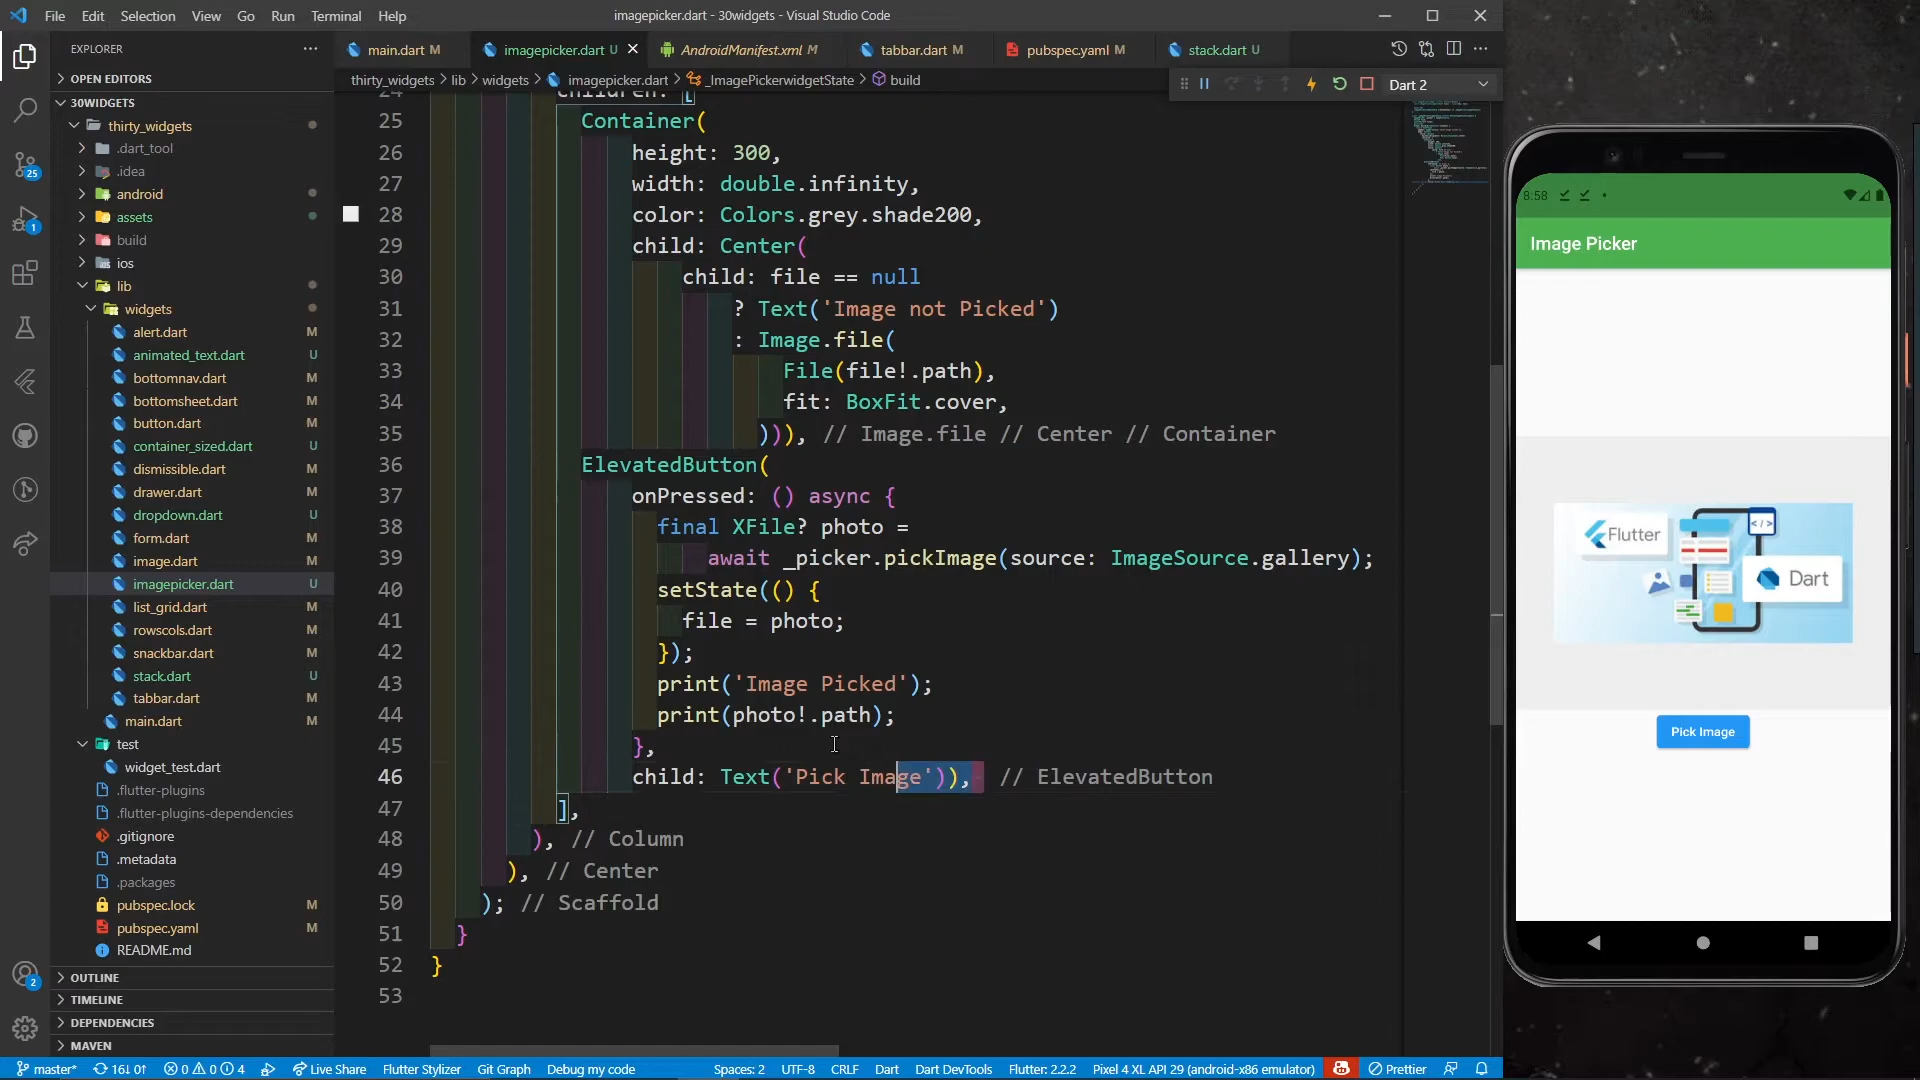 File Edit Selection View Go Run Terminal Help
imagepicker.dart - 30widgets - Visual Studio Code
EXPLORER
OPEN EDITORS
30WIDGETS
thirty_widgets
.dart_tool
.idea
android
assets
build
ios
lib
widgets
alert.dart M
animated_text.dart U
bottomnav.dart M
bottomsheet.dart M
button.dart M
container_sized.dart U
dismissible.dart M
drawer.dart M
dropdown.dart U
form.dart M
image.dart M
imagepicker.dart U
list_grid.dart M
rowscols.dart M
snackbar.dart M
stack.dart U
tabbar.dart M
main.dart M
test
widget_test.dart
.flutter-plugins
.flutter-plugins-dependencies
.gitignore
.metadata
.packages
pubspec.lock M
pubspec.yaml M
README.md
OUTLINE
TIMELINE
DEPENDENCIES
MAVEN
25
1
2
main.dart M imagepicker.dart U AndroidManifest.xml M tabbar.dart M pubspec.yaml M stack.dart U
thirty_widgets > lib > widgets > imagepicker.dart > _ImagePickerwidgetState > build
Dart 2
24 children: [
25 Container(
26 height: 300,
27 width: double.infinity,
28 color: Colors.grey.shade200,
29 child: Center(
30 child: file == null
31 ? Text('Image not Picked')
32 : Image.file(
33 File(file!.path),
34 fit: BoxFit.cover,
35 ))), // Image.file // Center // Container
36 ElevatedButton(
37 onPressed: () async {
38 final XFile? photo =
39 await _picker.pickImage(source: ImageSource.gallery);
40 setState(() {
41 file = photo;
42 });
43 print('Image Picked');
44 print(photo!.path);
45 },
46 child: Text('Pick Image')), // ElevatedButton
47 ],
48 ), // Column
49 ), // Center
50 ); // Scaffold
51 }
52 }
53
8:58
Image Picker
Flutter
</>
Dart
Pick Image
master* 16↓ 0↑ 0 0 4 Live Share Flutter Stylizer Git Graph Debug my code Spaces: 2 UTF-8 CRLF Dart Dart DevTools Flutter: 2.2.2 Pixel 4 XL API 29 (android-x86 emulator) Prettier